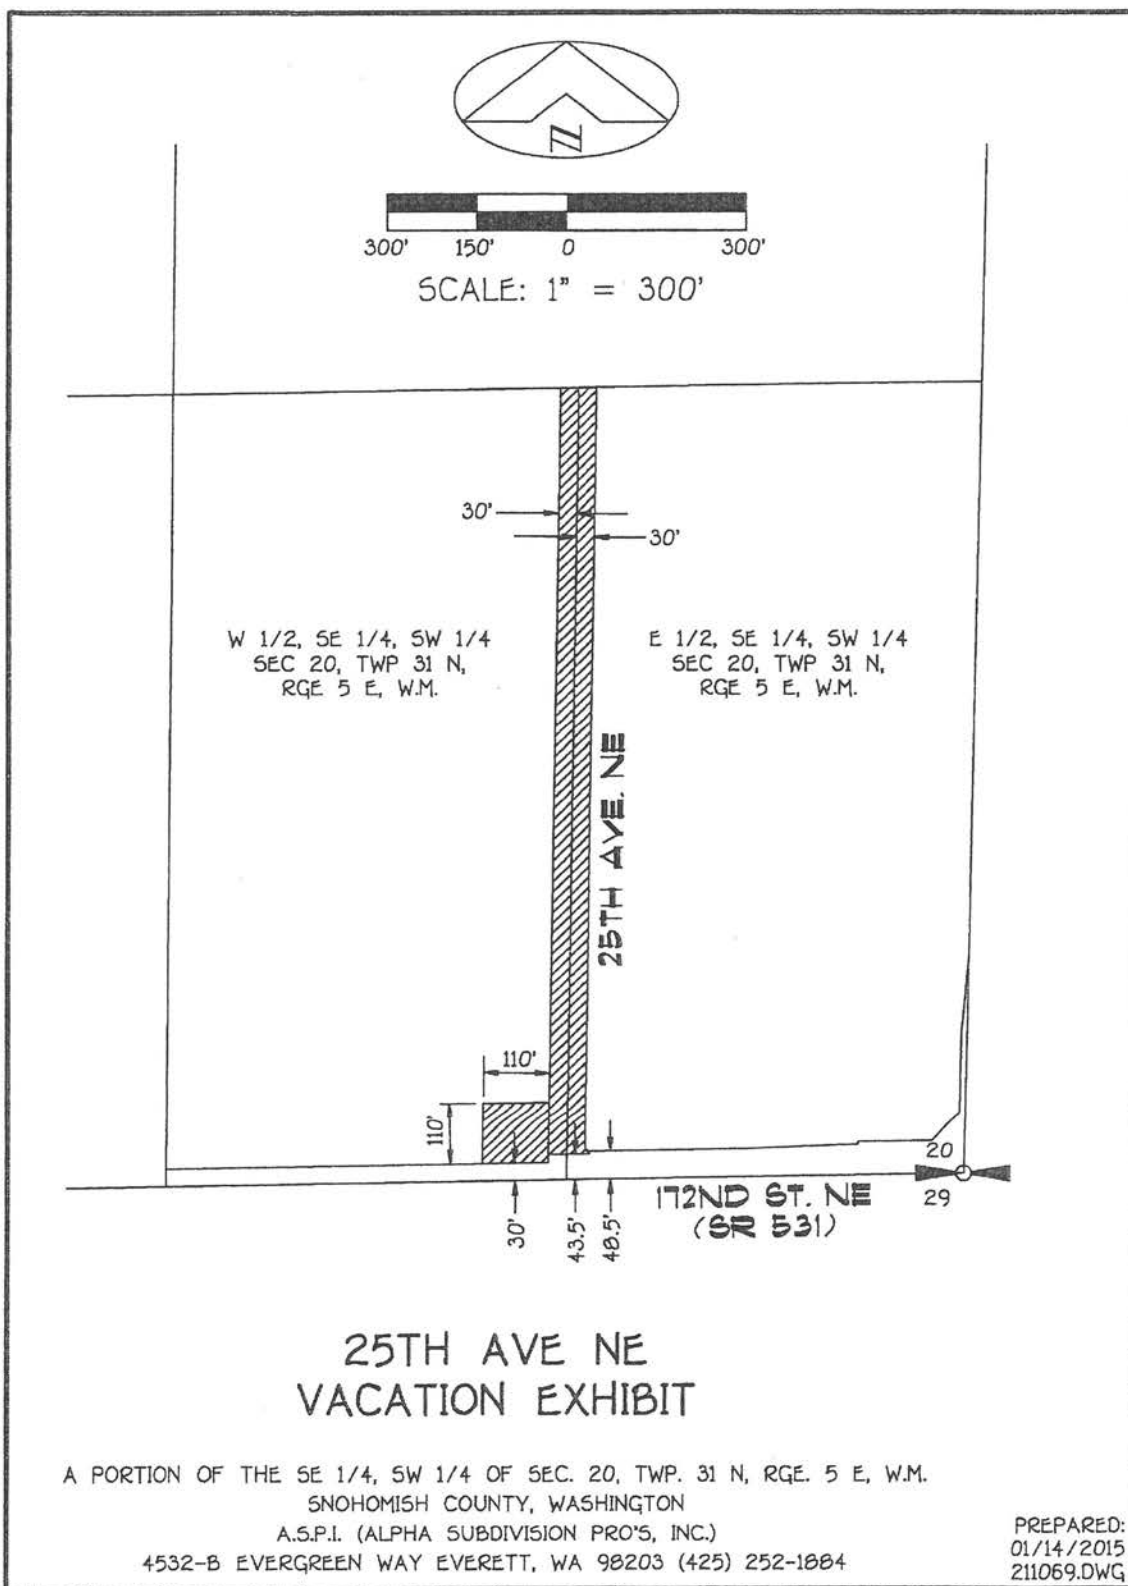 N
300' 150' 0 300'
SCALE: 1" = 300'
30'
30'
W 1/2, SE 1/4, SW 1/4
SEC 20, TWP 31 N,
RGE 5 E, W.M.
E 1/2, SE 1/4, SW 1/4
SEC 20, TWP 31 N,
RGE 5 E, W.M.
25TH AVE. NE
110'
110'
20
29
172ND ST. NE
(SR 531)
30'
43.5'
48.5'
25TH AVE NE
VACATION EXHIBIT
A PORTION OF THE SE 1/4, SW 1/4 OF SEC. 20, TWP. 31 N, RGE. 5 E, W.M.
SNOHOMISH COUNTY, WASHINGTON
A.S.P.I. (ALPHA SUBDIVISION PRO'S, INC.)
4532-B EVERGREEN WAY EVERETT, WA 98203 (425) 252-1884
PREPARED:
01/14/2015
211069.DWG